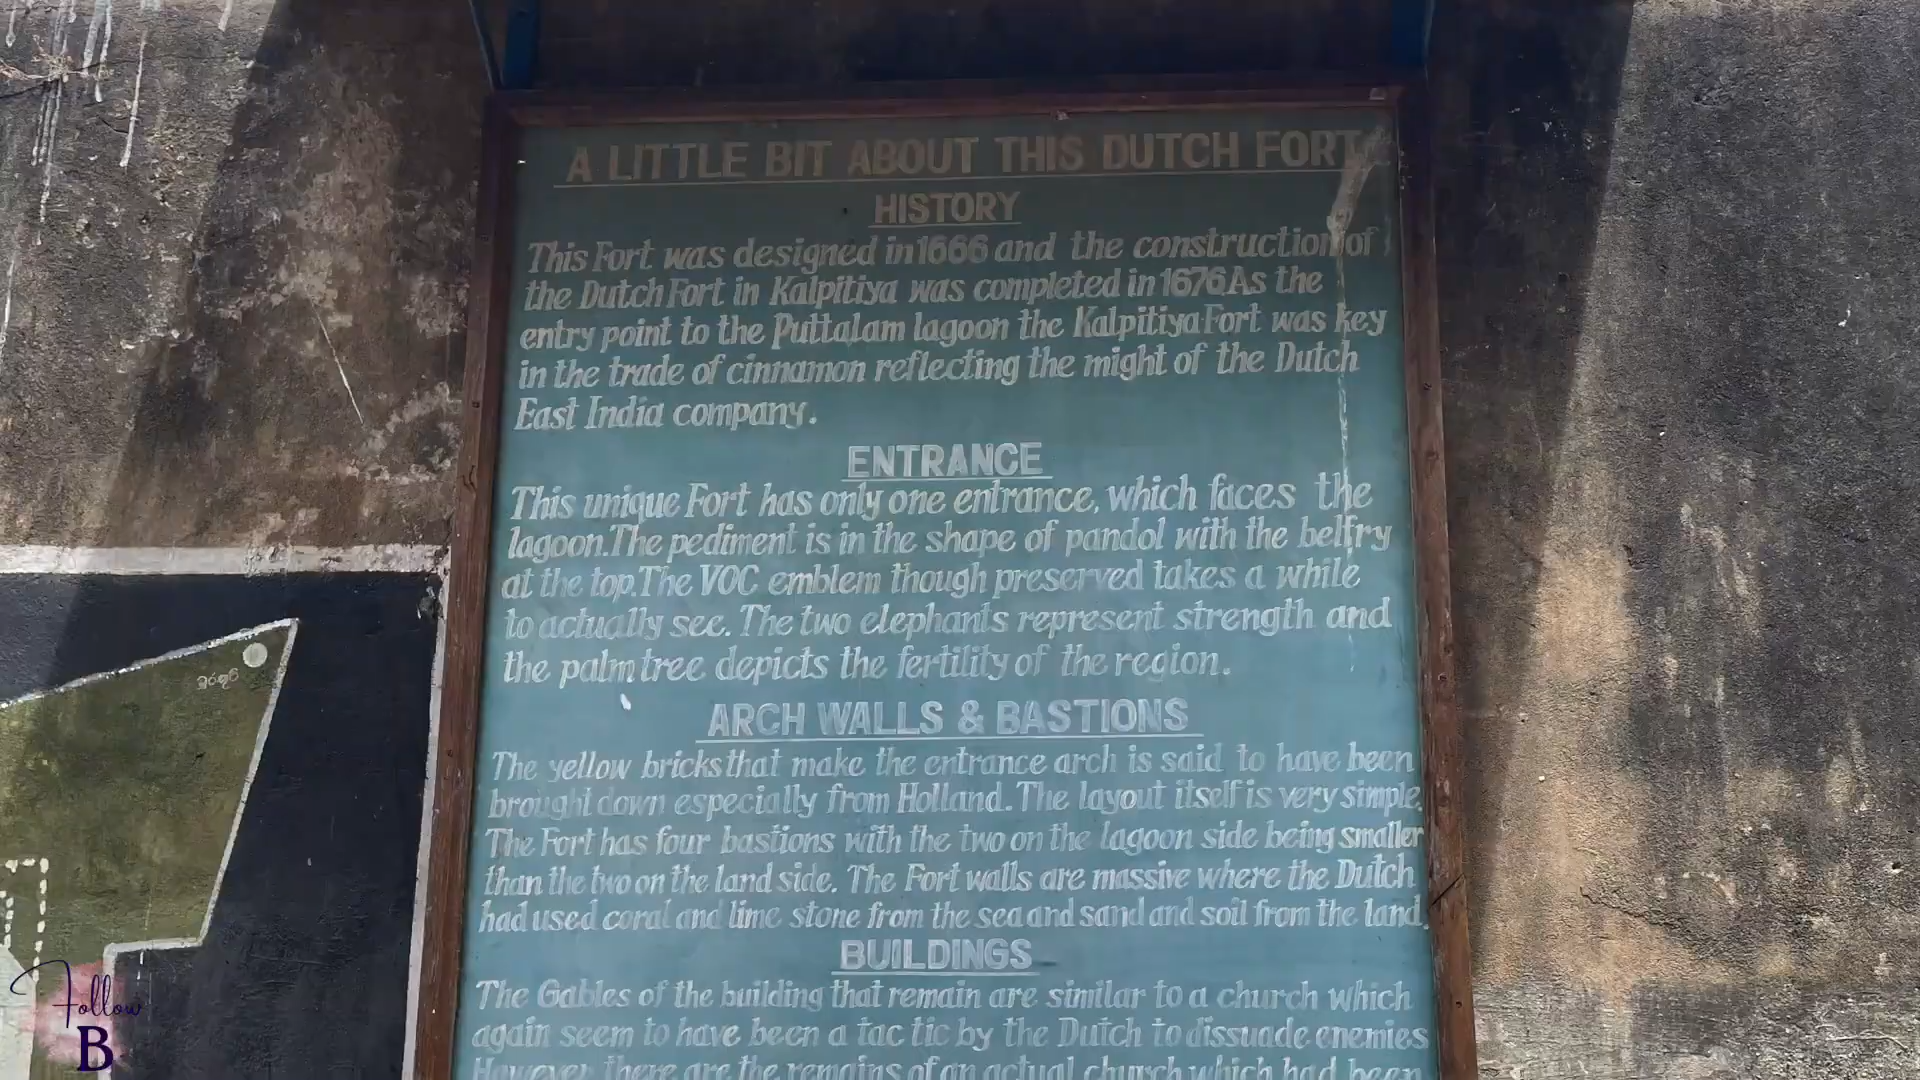 A LITTLE BIT ABOUT THIS DUTCH FORT
HISTORY
This Fort was designed in 1666 and the construction of
the Dutch Fort in Kalpitiya was completed in 1676.As the
entry point to the Puttalam lagoon the Kalpitiya Fort was key
in the trade of cinnamon reflecting the might of the Dutch
East India company.
ENTRANCE
This unique Fort has only one entrance, which faces the
lagoon.The pediment is in the shape of pandol with the belfry
at the top.The VOC emblem though preserved takes a while
to actually see. The two elephants represent strength and
the palm tree depicts the fertility of the region.
ARCH WALLS & BASTIONS
The yellow bricks that make the entrance arch is said to have been
brought down especially from Holland. The layout itself is very simple.
The Fort has four bastions with the two on the lagoon side being smaller
than the two on the land side. The Fort walls are massive where the Dutch
had used coral and lime stone from the sea and sand and soil from the land.
BUILDINGS
The Gables of the building that remain are similar to a church which
again seem to have been a tac tic by the Dutch to dissuade enemies
However there are the remains of an actual church which had been
Follow
B